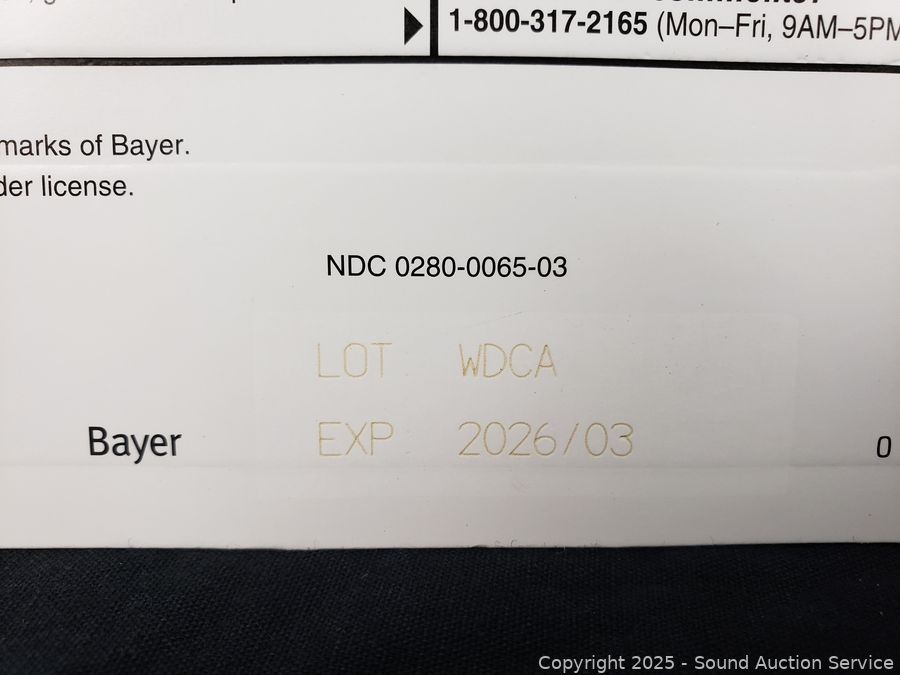 1-800-317-2165 (Mon–Fri, 9AM–5PM
marks of Bayer.
der license.
NDC 0280-0065-03
LOT WDCA
Bayer
EXP 2026/03
0
Copyright 2025 - Sound Auction Service